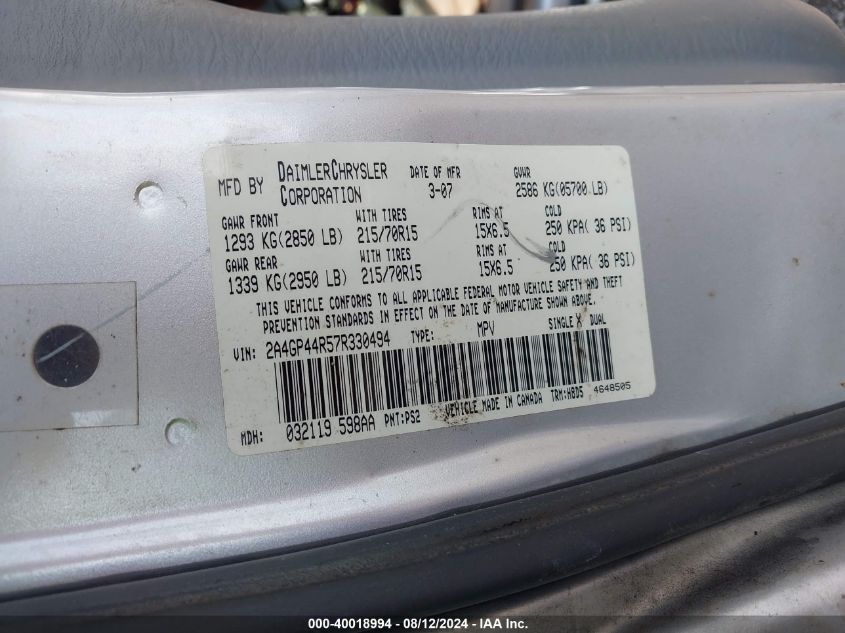 MFD BY DAIMLERCHRYSLER CORPORATION DATE OF MFR 3-07 GVWR 2586 KG(05700 LB)
GAWR FRONT WITH TIRES RIMS AT COLD
1293 KG(2850 LB) 215/70R15 15X6.5 250 KPA( 36 PSI)
GAWR REAR WITH TIRES RIMS AT COLD
1339 KG(2950 LB) 215/70R15 15X6.5 250 KPA( 36 PSI)
THIS VEHICLE CONFORMS TO ALL APPLICABLE FEDERAL MOTOR VEHICLE SAFETY AND THEFT
PREVENTION STANDARDS IN EFFECT ON THE DATE OF MANUFACTURE SHOWN ABOVE.
VIN: 2A4GP44R57R330494 TYPE: MPV SINGLE X DUAL
VEHICLE MADE IN CANADA TRM:H8D5 4648505
MDH: 032119 598AA PNT:PS2
000-40018994 - 08/12/2024 - IAA Inc.